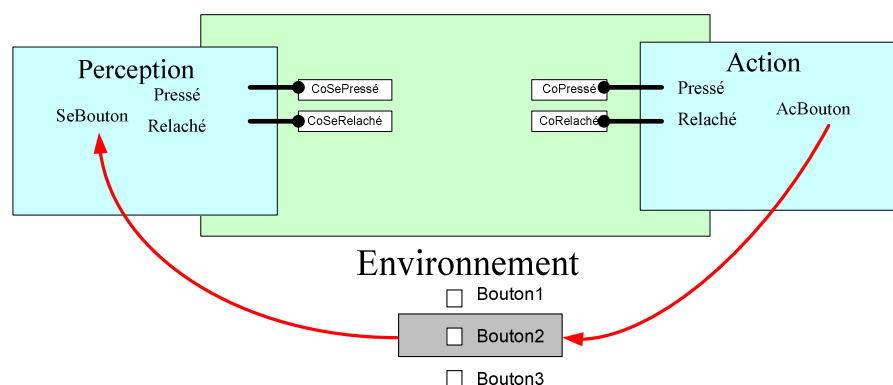 Perception
Pressé
SeBouton
Relaché
CoSePressé
CoSeRelaché
CoPressé
CoRelaché
Action
Pressé
AcBouton
Relaché
Environnement
Bouton1
Bouton2
Bouton3